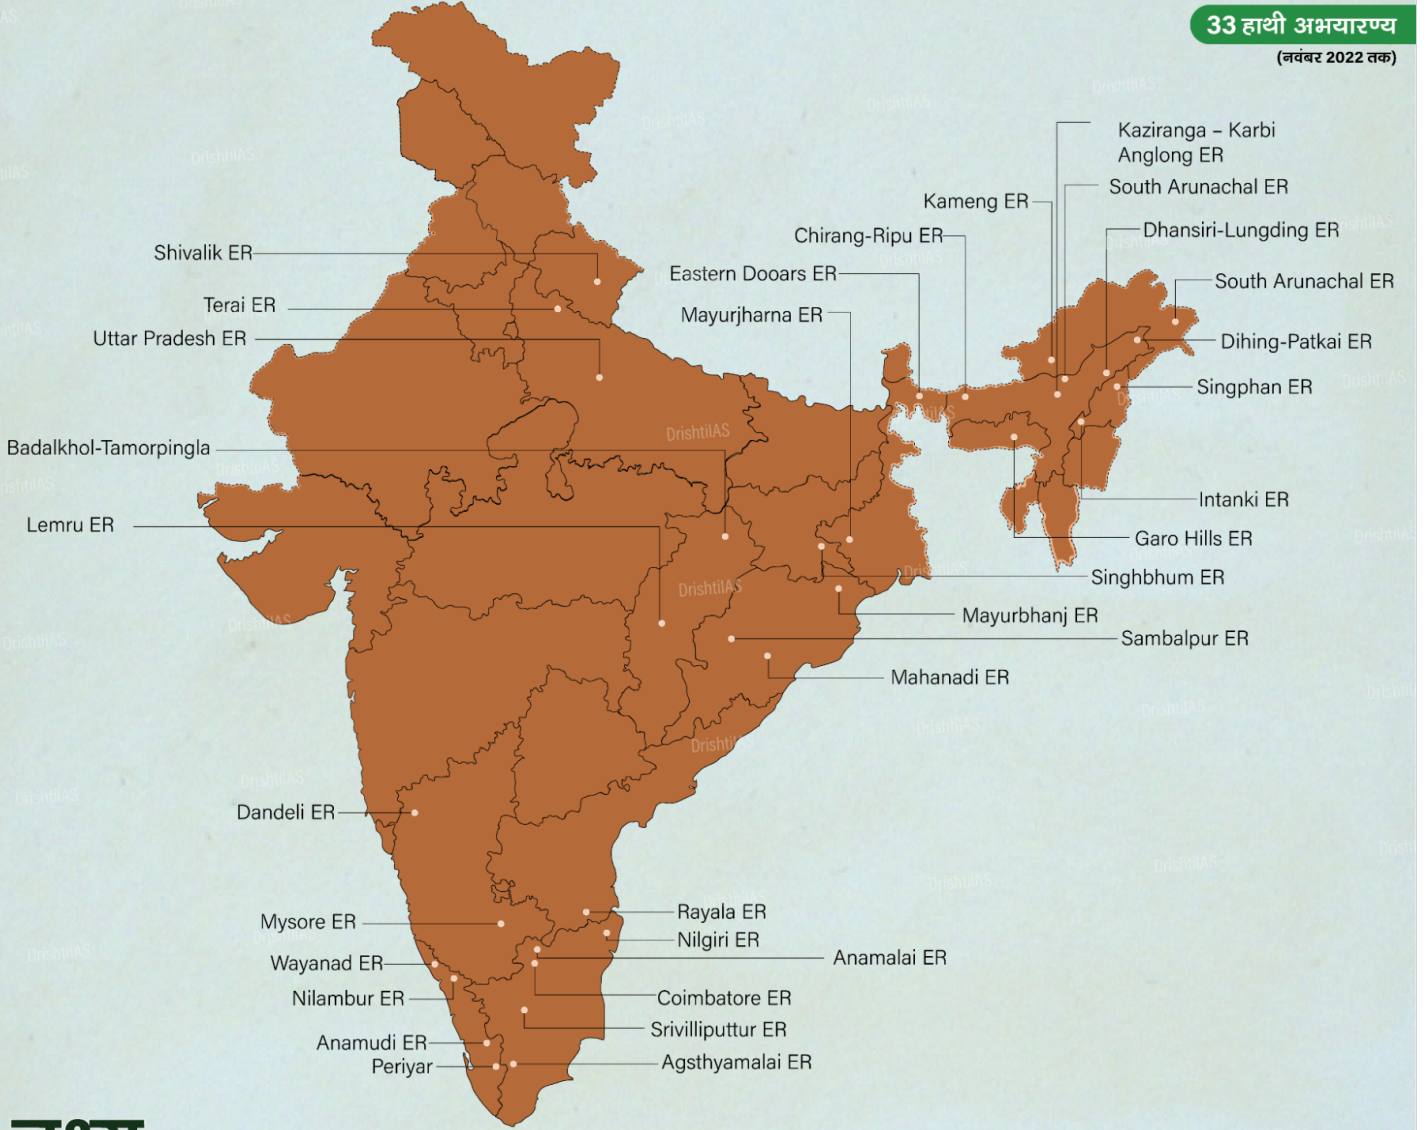 33 हाथी अभयारण्य
(नवंबर 2022 तक)
Kaziranga – Karbi
Anglong ER
South Arunachal ER
Kameng ER
Dhansiri-Lungding ER
Chirang-Ripu ER
Shivalik ER
Eastern Dooars ER
South Arunachal ER
Terai ER
Mayurjharna ER
Uttar Pradesh ER
Dihing-Patkai ER
Singphan ER
Badalkhol-Tamorpingla
Intanki ER
Lemru ER
Garo Hills ER
Singhbhum ER
Mayurbhanj ER
Sambalpur ER
Mahanadi ER
Dandeli ER
Rayala ER
Mysore ER
Nilgiri ER
Anamalai ER
Wayanad ER
Nilambur ER
Coimbatore ER
Srivilliputtur ER
Anamudi ER
Agsthyamalai ER
Periyar
DrishtiIAS